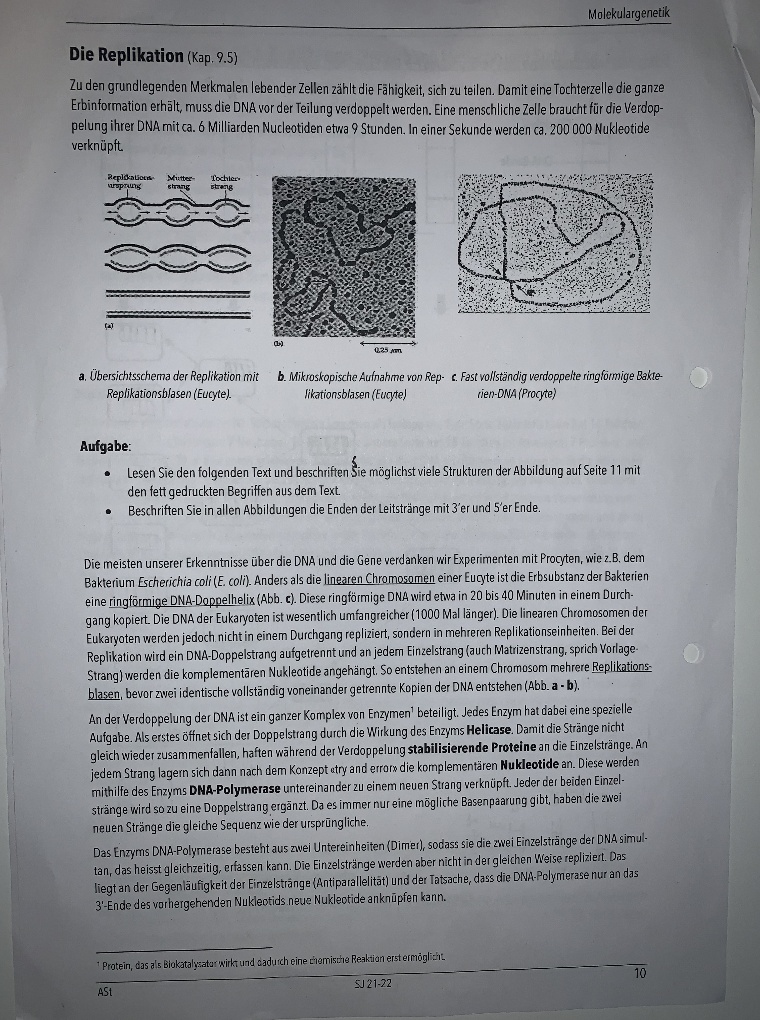 Molekulargenetik
Die Replikation (Kap. 9.5)
Zu den grundlegenden Merkmalen lebender Zellen zählt die Fähigkeit, sich zu teilen. Damit eine Tochterzelle die ganze
Erbinformation erhält, muss die DNA vor der Teilung verdoppelt werden. Eine menschliche Zelle braucht für die Verdop-
pelung ihrer DNA mit ca. 6 Milliarden Nucleotiden etwa 9 Stunden. In einer Sekunde werden ca. 200 000 Nukleotide
verknüpft.
Replikations-
ursprung
Mutter-
strang
Tochter-
strang
(a)
(b)
0,25 µm
a. Übersichtsschema der Replikation mit
Replikationsblasen (Eucyte).
b. Mikroskopische Aufnahme von Rep-
likationsblasen (Eucyte)
c. Fast vollständig verdoppelte ringförmige Bakte-
rien-DNA (Procyte)
Aufgabe:
• Lesen Sie den folgenden Text und beschriften Sie möglichst viele Strukturen der Abbildung auf Seite 11 mit
den fett gedruckten Begriffen aus dem Text.
• Beschriften Sie in allen Abbildungen die Enden der Leitstränge mit 3'er und 5'er Ende.
Die meisten unserer Erkenntnisse über die DNA und die Gene verdanken wir Experimenten mit Procyten, wie z.B. dem
Bakterium Escherichia coli (E. coli). Anders als die linearen Chromosomen einer Eucyte ist die Erbsubstanz der Bakterien
eine ringförmige DNA-Doppelhelix (Abb. c). Diese ringförmige DNA wird etwa in 20 bis 40 Minuten in einem Durch-
gang kopiert. Die DNA der Eukaryoten ist wesentlich umfangreicher (1000 Mal länger). Die linearen Chromosomen der
Eukaryoten werden jedoch nicht in einem Durchgang repliziert, sondern in mehreren Replikationseinheiten. Bei der
Replikation wird ein DNA-Doppelstrang aufgetrennt und an jedem Einzelstrang (auch Matrizenstrang, sprich Vorlage-
Strang) werden die komplementären Nukleotide angehängt. So entstehen an einem Chromosom mehrere Replikations-
blasen, bevor zwei identische vollständig voneinander getrennte Kopien der DNA entstehen (Abb. a - b).
An der Verdoppelung der DNA ist ein ganzer Komplex von Enzymen¹ beteiligt. Jedes Enzym hat dabei eine spezielle
Aufgabe. Als erstes öffnet sich der Doppelstrang durch die Wirkung des Enzyms Helicase. Damit die Stränge nicht
gleich wieder zusammenfallen, haften während der Verdoppelung stabilisierende Proteine an die Einzelstränge. An
jedem Strang lagern sich dann nach dem Konzept «try and error» die komplementären Nukleotide an. Diese werden
mithilfe des Enzyms DNA-Polymerase untereinander zu einem neuen Strang verknüpft. Jeder der beiden Einzel-
stränge wird so zu eine Doppelstrang ergänzt. Da es immer nur eine mögliche Basenpaarung gibt, haben die zwei
neuen Stränge die gleiche Sequenz wie der ursprüngliche.
Das Enzyms DNA-Polymerase besteht aus zwei Untereinheiten (Dimer), sodass sie die zwei Einzelstränge der DNA simul-
tan, das heisst gleichzeitig, erfassen kann. Die Einzelstränge werden aber nicht in der gleichen Weise repliziert. Das
liegt an der Gegenläufigkeit der Einzelstränge (Antiparallelität) und der Tatsache, dass die DNA-Polymerase nur an das
3'-Ende des vorhergehenden Nukleotids neue Nukleotide anknüpfen kann.
¹ Protein, das als Biokatalysator wirkt und dadurch eine chemische Reaktion erst ermöglicht.
ASt
SJ 21-22
10